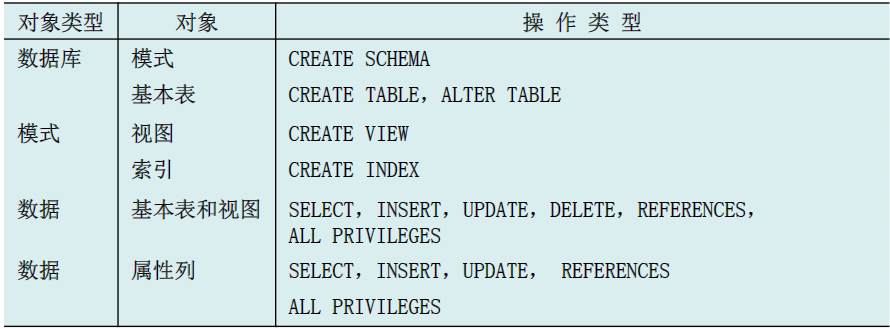 对象类型 对象 操 作 类 型
数据库 模式 CREATE SCHEMA
基本表 CREATE TABLE，ALTER TABLE
模式 视图 CREATE VIEW
索引 CREATE INDEX
数据 基本表和视图 SELECT，INSERT，UPDATE，DELETE，REFERENCES，
ALL PRIVILEGES
数据 属性列 SELECT，INSERT，UPDATE， REFERENCES
ALL PRIVILEGES